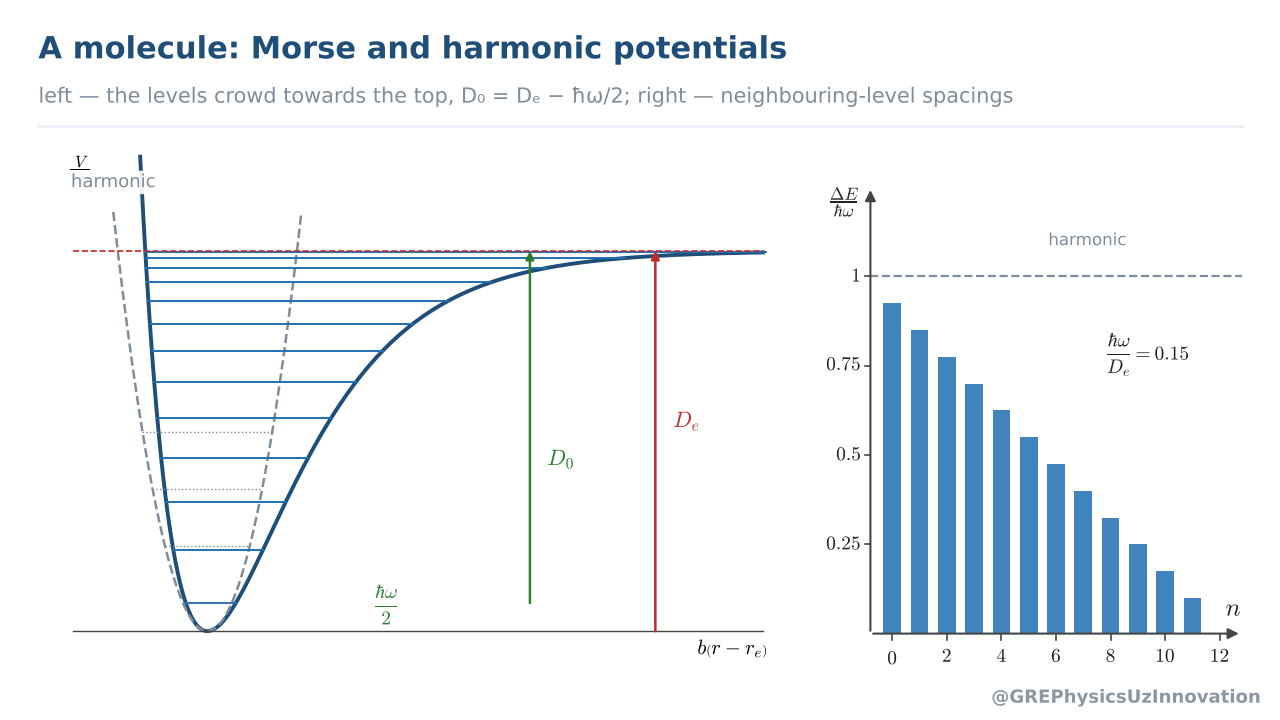 A molecule: Morse and harmonic potentials
left — the levels crowd towards the top, D₀ = Dₑ − ħω/2; right — neighbouring-level spacings
V
harmonic
D₀
Dₑ
ħω/2
b(r − rₑ)
ΔE/ħω
harmonic
1
0.75
0.5
0.25
ħω/Dₑ = 0.15
n
0 2 4 6 8 10 12
@GREPhysicsUzInnovation